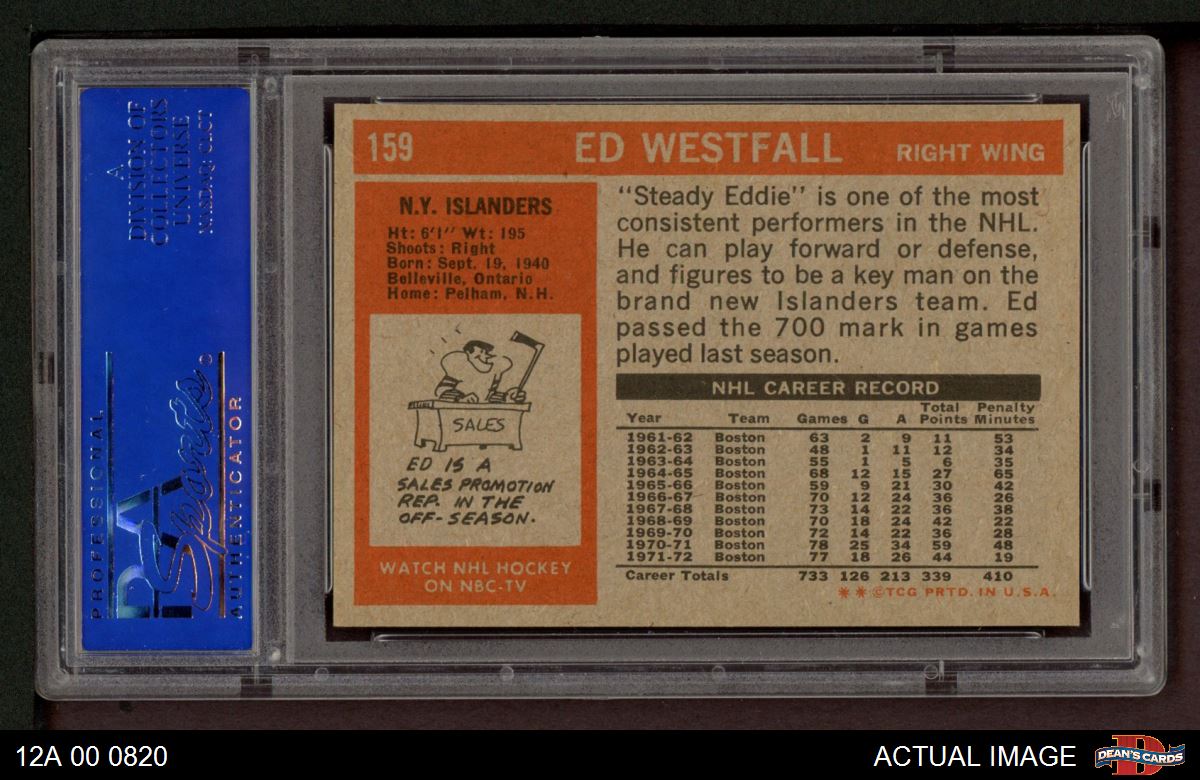 A
DIVISION OF
COLLECTORS
UNIVERSE
NASDAQ: CLCT
PROFESSIONAL
PSA
Sports
AUTHENTICATOR
159 ED WESTFALL RIGHT WING
N.Y. ISLANDERS
Ht: 6'1" Wt: 195
Shoots: Right
Born: Sept. 19, 1940
Belleville, Ontario
Home: Pelham, N.H.
SALES
ED IS A
SALES PROMOTION
REP. IN THE
OFF-SEASON.
WATCH NHL HOCKEY
ON NBC-TV
"Steady Eddie" is one of the most
consistent performers in the NHL.
He can play forward or defense,
and figures to be a key man on the
brand new Islanders team. Ed
passed the 700 mark in games
played last season.
NHL CAREER RECORD
Year Team Games G A Total Points Penalty Minutes
1961-62 Boston 63 2 9 11 53
1962-63 Boston 48 1 11 12 34
1963-64 Boston 55 1 5 6 35
1964-65 Boston 68 12 15 27 65
1965-66 Boston 59 9 21 30 42
1966-67 Boston 70 12 24 36 26
1967-68 Boston 73 14 22 36 38
1968-69 Boston 70 18 24 42 22
1969-70 Boston 72 14 22 36 28
1970-71 Boston 78 25 34 59 48
1971-72 Boston 77 18 26 44 19
Career Totals 733 126 213 339 410
**©TCG PRTD. IN U.S.A.
12A 00 0820
ACTUAL IMAGE
DEAN'S CARDS